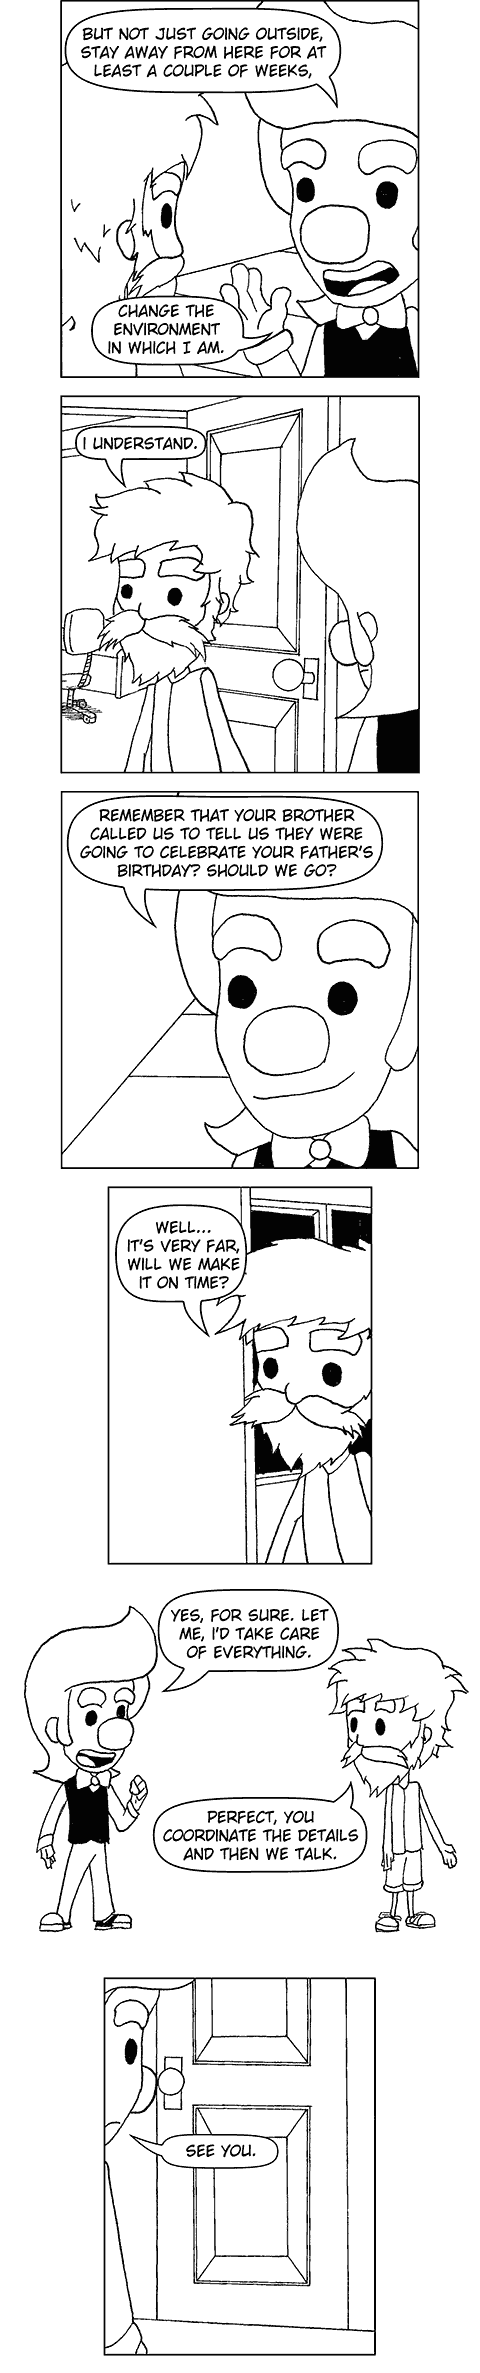 BUT NOT JUST GOING OUTSIDE,
STAY AWAY FROM HERE FOR AT
LEAST A COUPLE OF WEEKS,
CHANGE THE
ENVIRONMENT
IN WHICH I AM.
I UNDERSTAND.
REMEMBER THAT YOUR BROTHER
CALLED US TO TELL US THEY WERE
GOING TO CELEBRATE YOUR FATHER'S
BIRTHDAY? SHOULD WE GO?
WELL...
IT'S VERY FAR,
WILL WE MAKE
IT ON TIME?
YES, FOR SURE. LET
ME, I'D TAKE CARE
OF EVERYTHING.
PERFECT, YOU
COORDINATE THE DETAILS
AND THEN WE TALK.
SEE YOU.